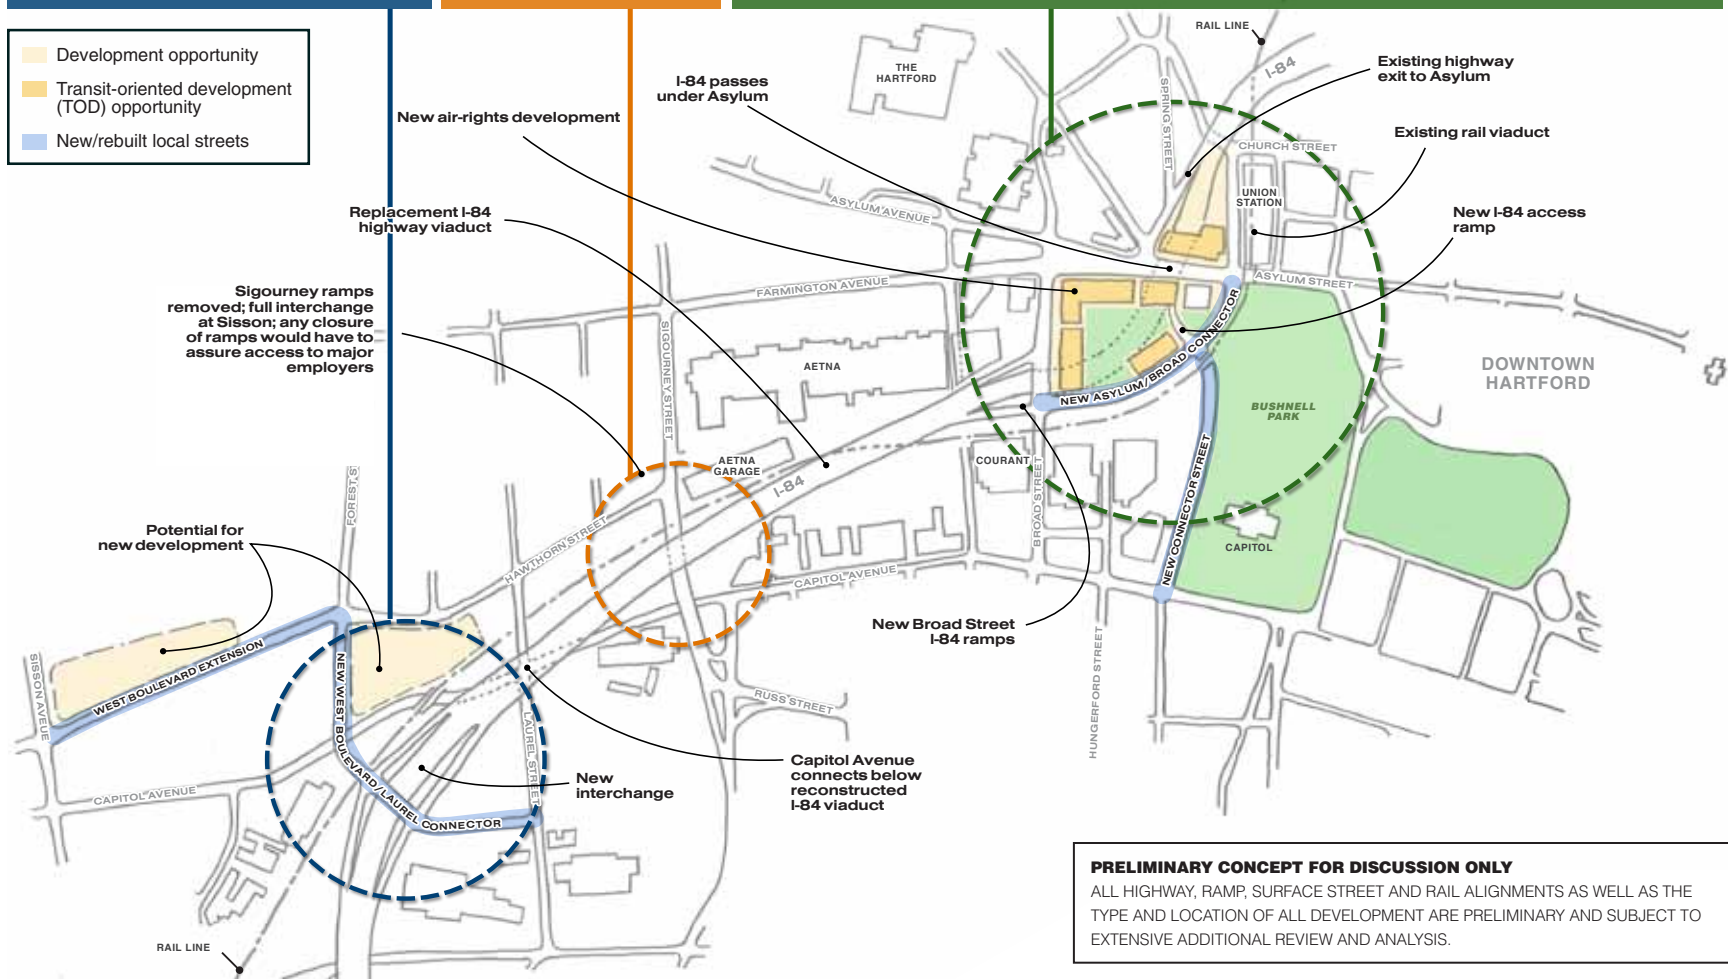 Development opportunity
Transit-oriented development
(TOD) opportunity
New/rebuilt local streets
RAIL LINE
I-84
THE
HARTFORD
I-84 passes
under Asylum
Existing highway
exit to Asylum
New air-rights development
SPRING STREET
CHURCH STREET
Existing rail viaduct
UNION
STATION
ASYLUM AVENUE
Replacement I-84
highway viaduct
New I-84 access
ramp
FARMINGTON AVENUE
ASYLUM STREET
Sigourney ramps
removed; full interchange
at Sisson; any closure
of ramps would have to
assure access to major
employers
SIGOURNEY STREET
AETNA
NEW ASYLUM/BROAD CONNECTOR
DOWNTOWN
HARTFORD
BUSHNELL
PARK
AETNA
GARAGE
COURANT
I-84
BROAD STREET
NEW CONNECTOR STREET
FOREST S
HAWTHORN STREET
Potential for
new development
CAPITOL
CAPITOL AVENUE
New Broad Street
I-84 ramps
HUNGERFORD STREET
SISSON AVEUE
WEST BOULEVARD EXTENSION
NEW WEST BOULEVARD/LAUREL CONNECTOR
LAUREL STREET
RUSS STREET
Capitol Avenue
connects below
reconstructed
I-84 viaduct
New
interchange
CAPITOL AVENUE
RAIL LINE
PRELIMINARY CONCEPT FOR DISCUSSION ONLY
ALL HIGHWAY, RAMP, SURFACE STREET AND RAIL ALIGNMENTS AS WELL AS THE
TYPE AND LOCATION OF ALL DEVELOPMENT ARE PRELIMINARY AND SUBJECT TO
EXTENSIVE ADDITIONAL REVIEW AND ANALYSIS.